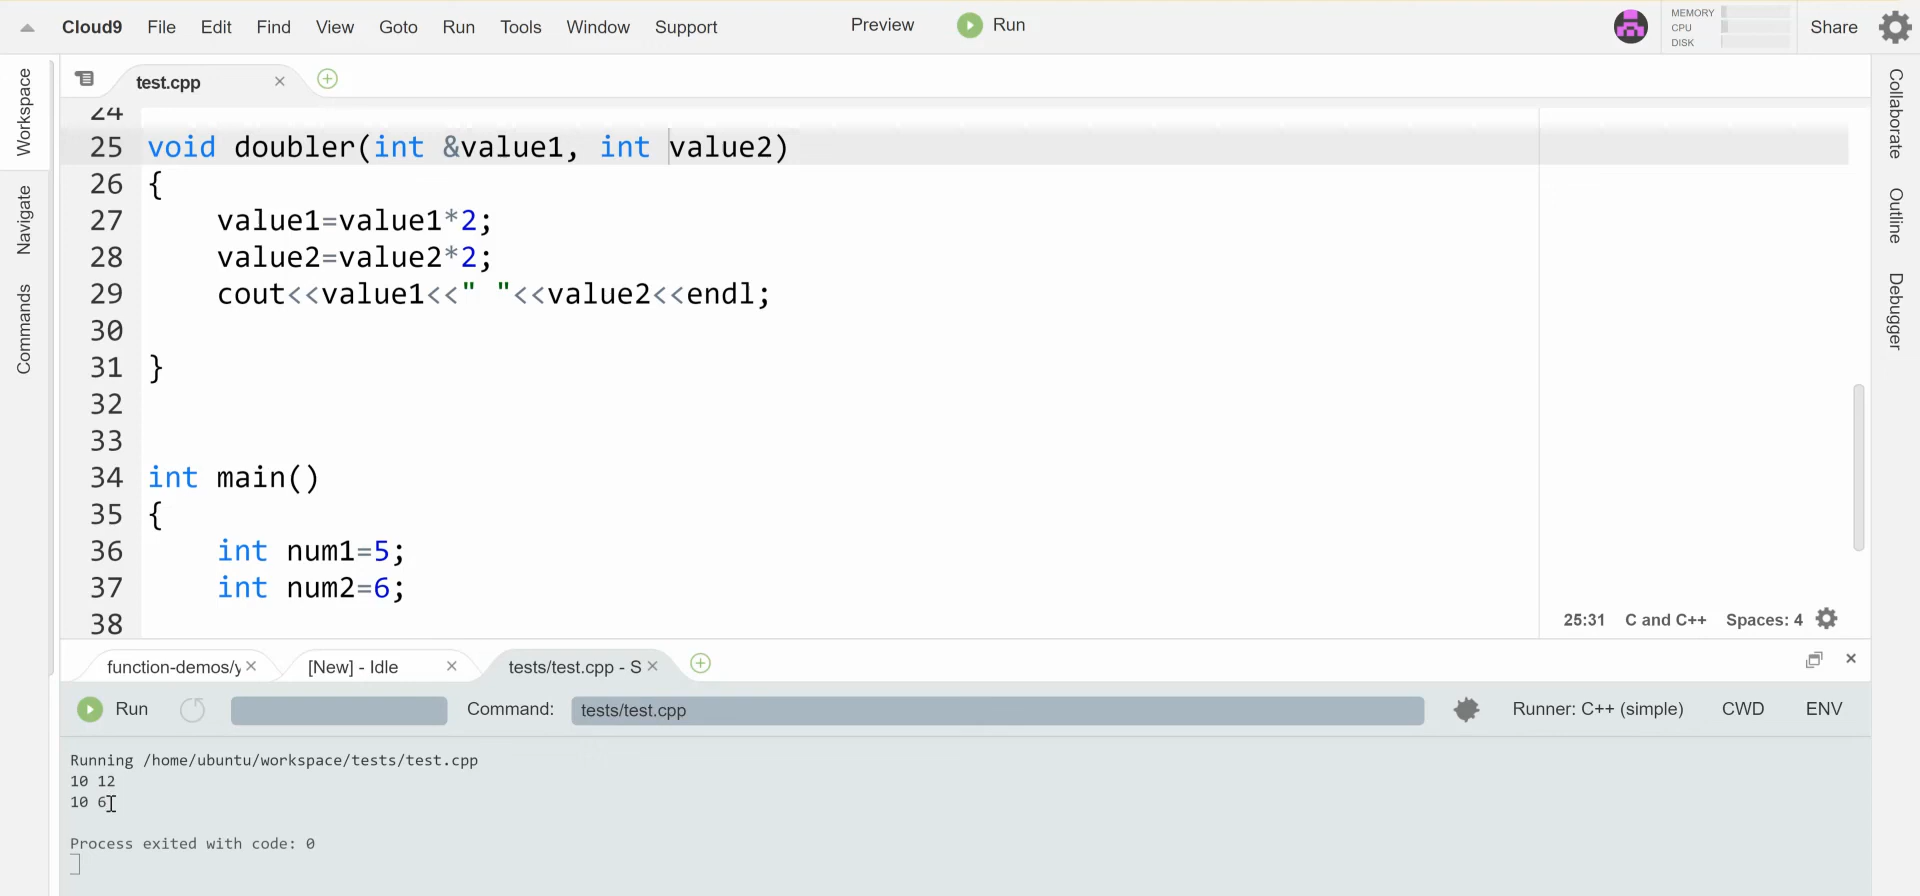 Cloud9 File Edit Find View Goto Run Tools Window Support Preview Run MEMORY Share
CPU
DISK
Workspace
Navigate
Commands
test.cpp
24
25 void doubler(int &value1, int value2)
26 {
27 value1=value1*2;
28 value2=value2*2;
29 cout<<value1<<" "<<value2<<endl;
30
31 }
32
33
34 int main()
35 {
36 int num1=5;
37 int num2=6;
38
25:31 C and C++ Spaces: 4
Collaborate
Outline
Debugger
function-demos/y [New] - Idle tests/test.cpp - S
Run Command: tests/test.cpp Runner: C++ (simple) CWD ENV
Running /home/ubuntu/workspace/tests/test.cpp
10 12
10 6
Process exited with code: 0